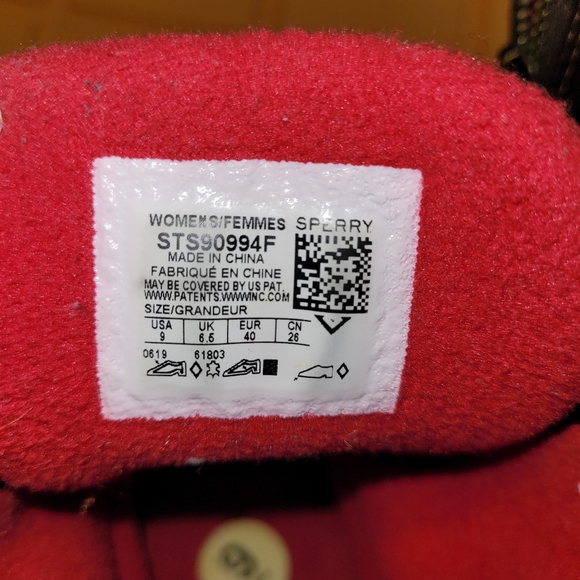 WOMENS/FEMMES SPERRY
STS90994F
MADE IN CHINA
FABRIQUÉ EN CHINE
MAY BE COVERED BY US PAT.
WWW.PATENTS.WWWINC.COM
SIZE/GRANDEUR
USA UK EUR CN
9 6.5 40 26
0619 61803